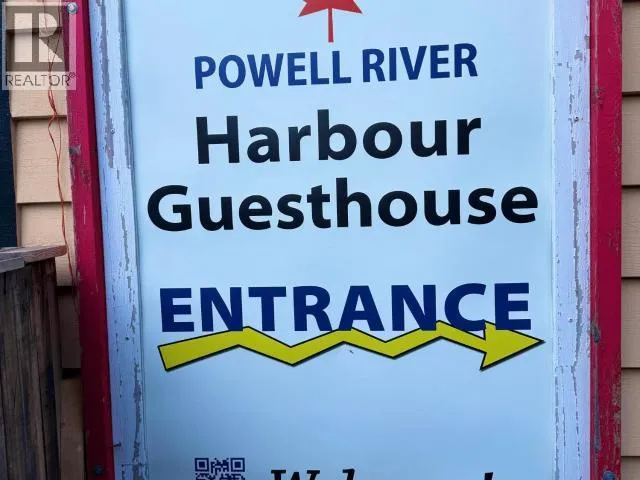 REALTOR®
POWELL RIVER
Harbour
Guesthouse
ENTRANCE